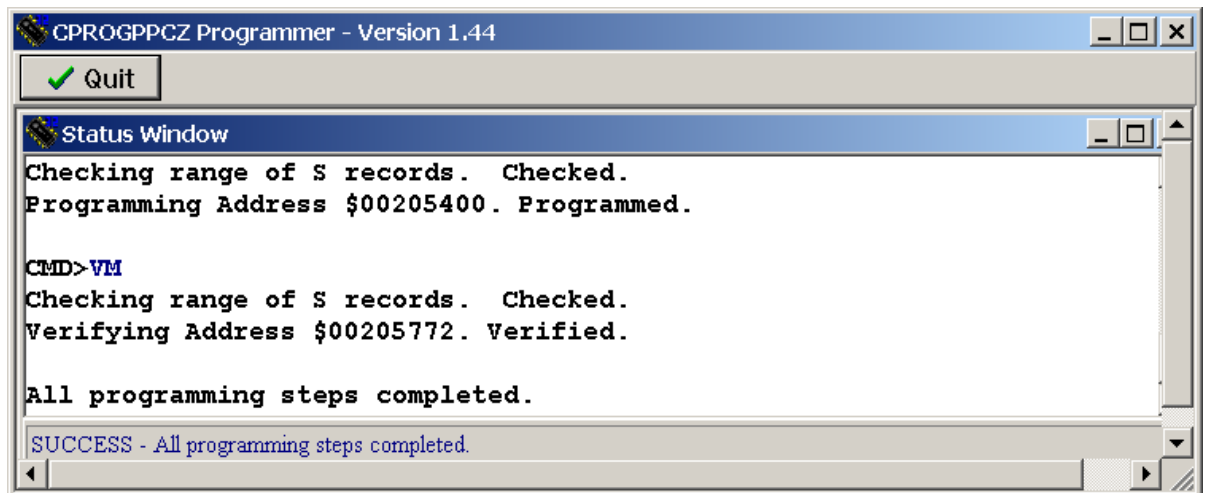 CPROGPPCZ Programmer - Version 1.44
Quit
Status Window
Checking range of S records.  Checked.
Programming Address $00205400. Programmed.
CMD>VM
Checking range of S records.  Checked.
Verifying Address $00205772. Verified.
All programming steps completed.
SUCCESS - All programming steps completed.